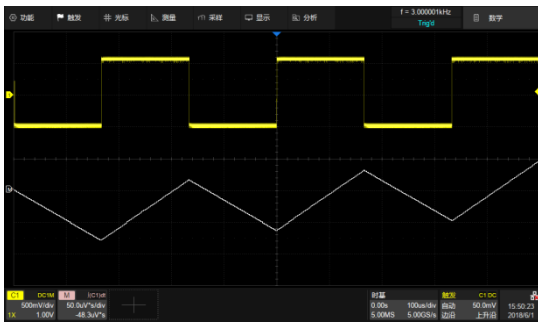 功能 触发 光标 测量 采样 显示 分析 f = 3.000001kHz Trig'd 数字
M
C1 DC1M
500mV/div
1X 1.00V
M
50.0uV*s/div
-48.3uV*s
时基
0.00s 100us/div
5.00MS 5.00GS/s
触发 C1 DC
自动 50.0mV
边沿 上升沿
15:50:23
2018/6/1